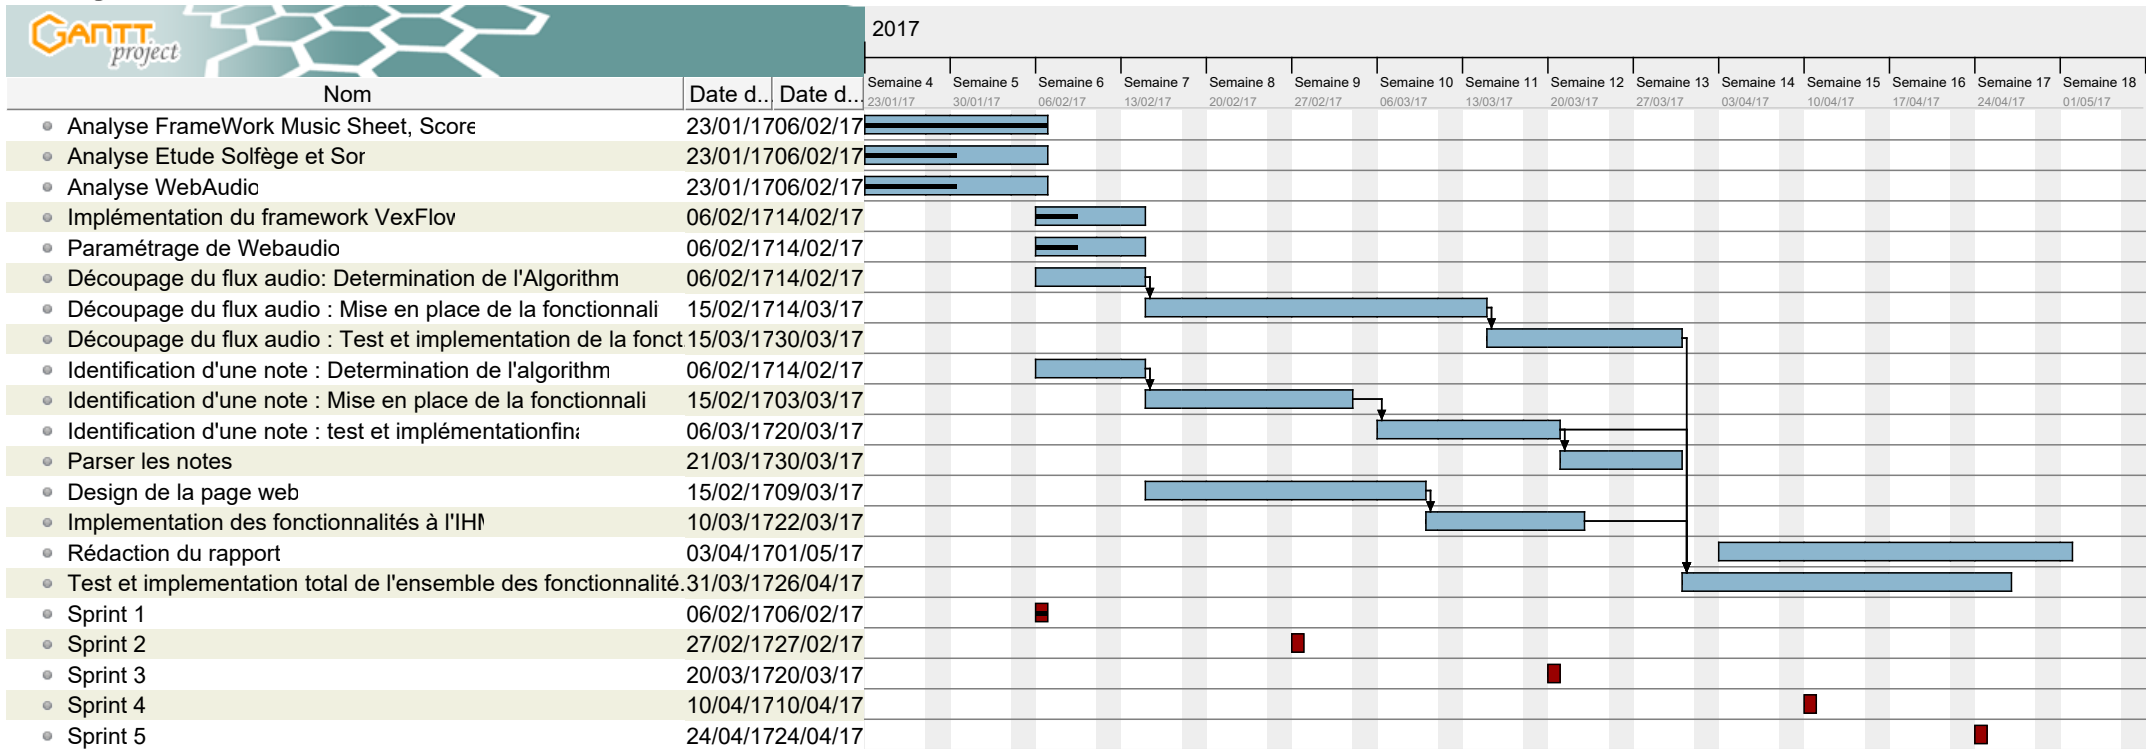 GANTT
project
2017
Semaine 4 Semaine 5 Semaine 6 Semaine 7 Semaine 8 Semaine 9 Semaine 10 Semaine 11 Semaine 12 Semaine 13 Semaine 14 Semaine 15 Semaine 16 Semaine 17 Semaine 18
23/01/17 30/01/17 06/02/17 13/02/17 20/02/17 27/02/17 06/03/17 13/03/17 20/03/17 27/03/17 03/04/17 10/04/17 17/04/17 24/04/17 01/05/17
Nom Date d... Date d...
Analyse FrameWork Music Sheet, Score 23/01/17 06/02/17
Analyse Etude Solfège et Sor 23/01/17 06/02/17
Analyse WebAudio 23/01/17 06/02/17
Implémentation du framework VexFlow 06/02/17 14/02/17
Paramétrage de Webaudio 06/02/17 14/02/17
Découpage du flux audio: Determination de l'Algorithm 06/02/17 14/02/17
Découpage du flux audio : Mise en place de la fonctionnali 15/02/17 14/03/17
Découpage du flux audio : Test et implementation de la fonct 15/03/17 30/03/17
Identification d'une note : Determination de l'algorithm 06/02/17 14/02/17
Identification d'une note : Mise en place de la fonctionnali 15/02/17 03/03/17
Identification d'une note : test et implémentationfina 06/03/17 20/03/17
Parser les notes 21/03/17 30/03/17
Design de la page web 15/02/17 09/03/17
Implementation des fonctionnalités à l'IHM 10/03/17 22/03/17
Rédaction du rapport 03/04/17 01/05/17
Test et implementation total de l'ensemble des fonctionnalité. 31/03/17 26/04/17
Sprint 1 06/02/17 06/02/17
Sprint 2 27/02/17 27/02/17
Sprint 3 20/03/17 20/03/17
Sprint 4 10/04/17 10/04/17
Sprint 5 24/04/17 24/04/17